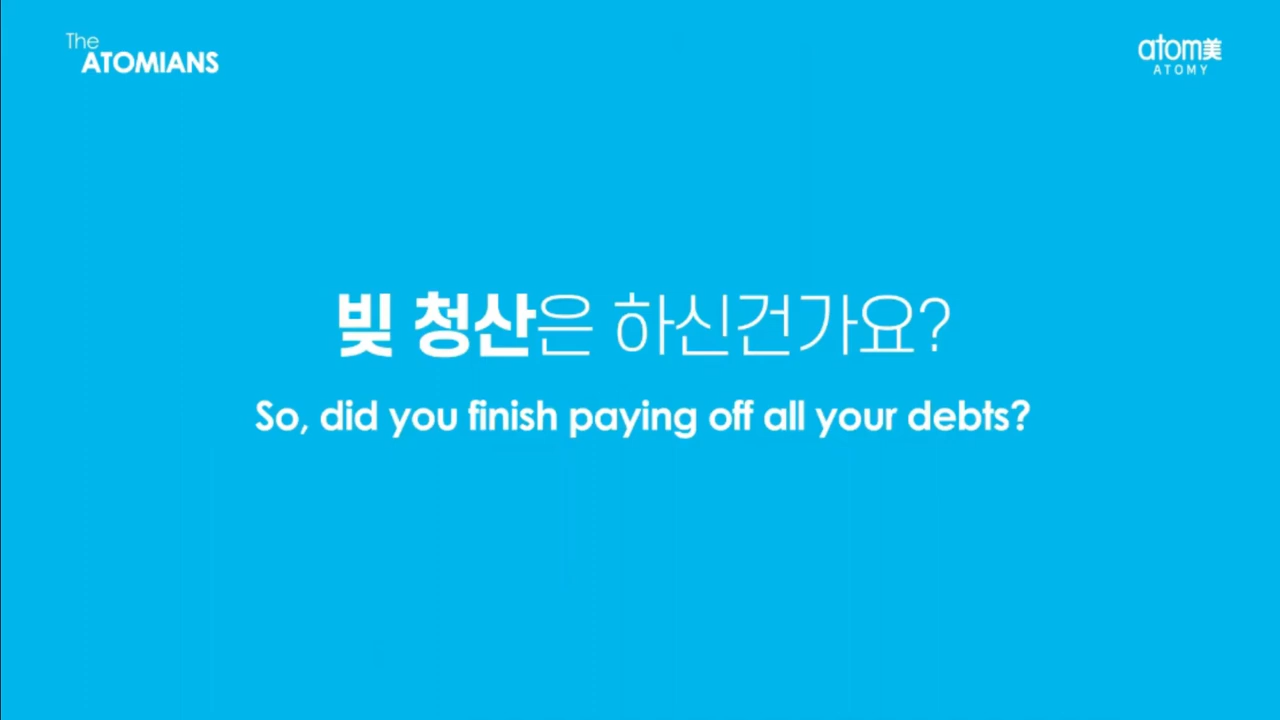 The
ATOMIANS
atom美
ATOMY
빚 청산은 하신건가요?
So, did you finish paying off all your debts?